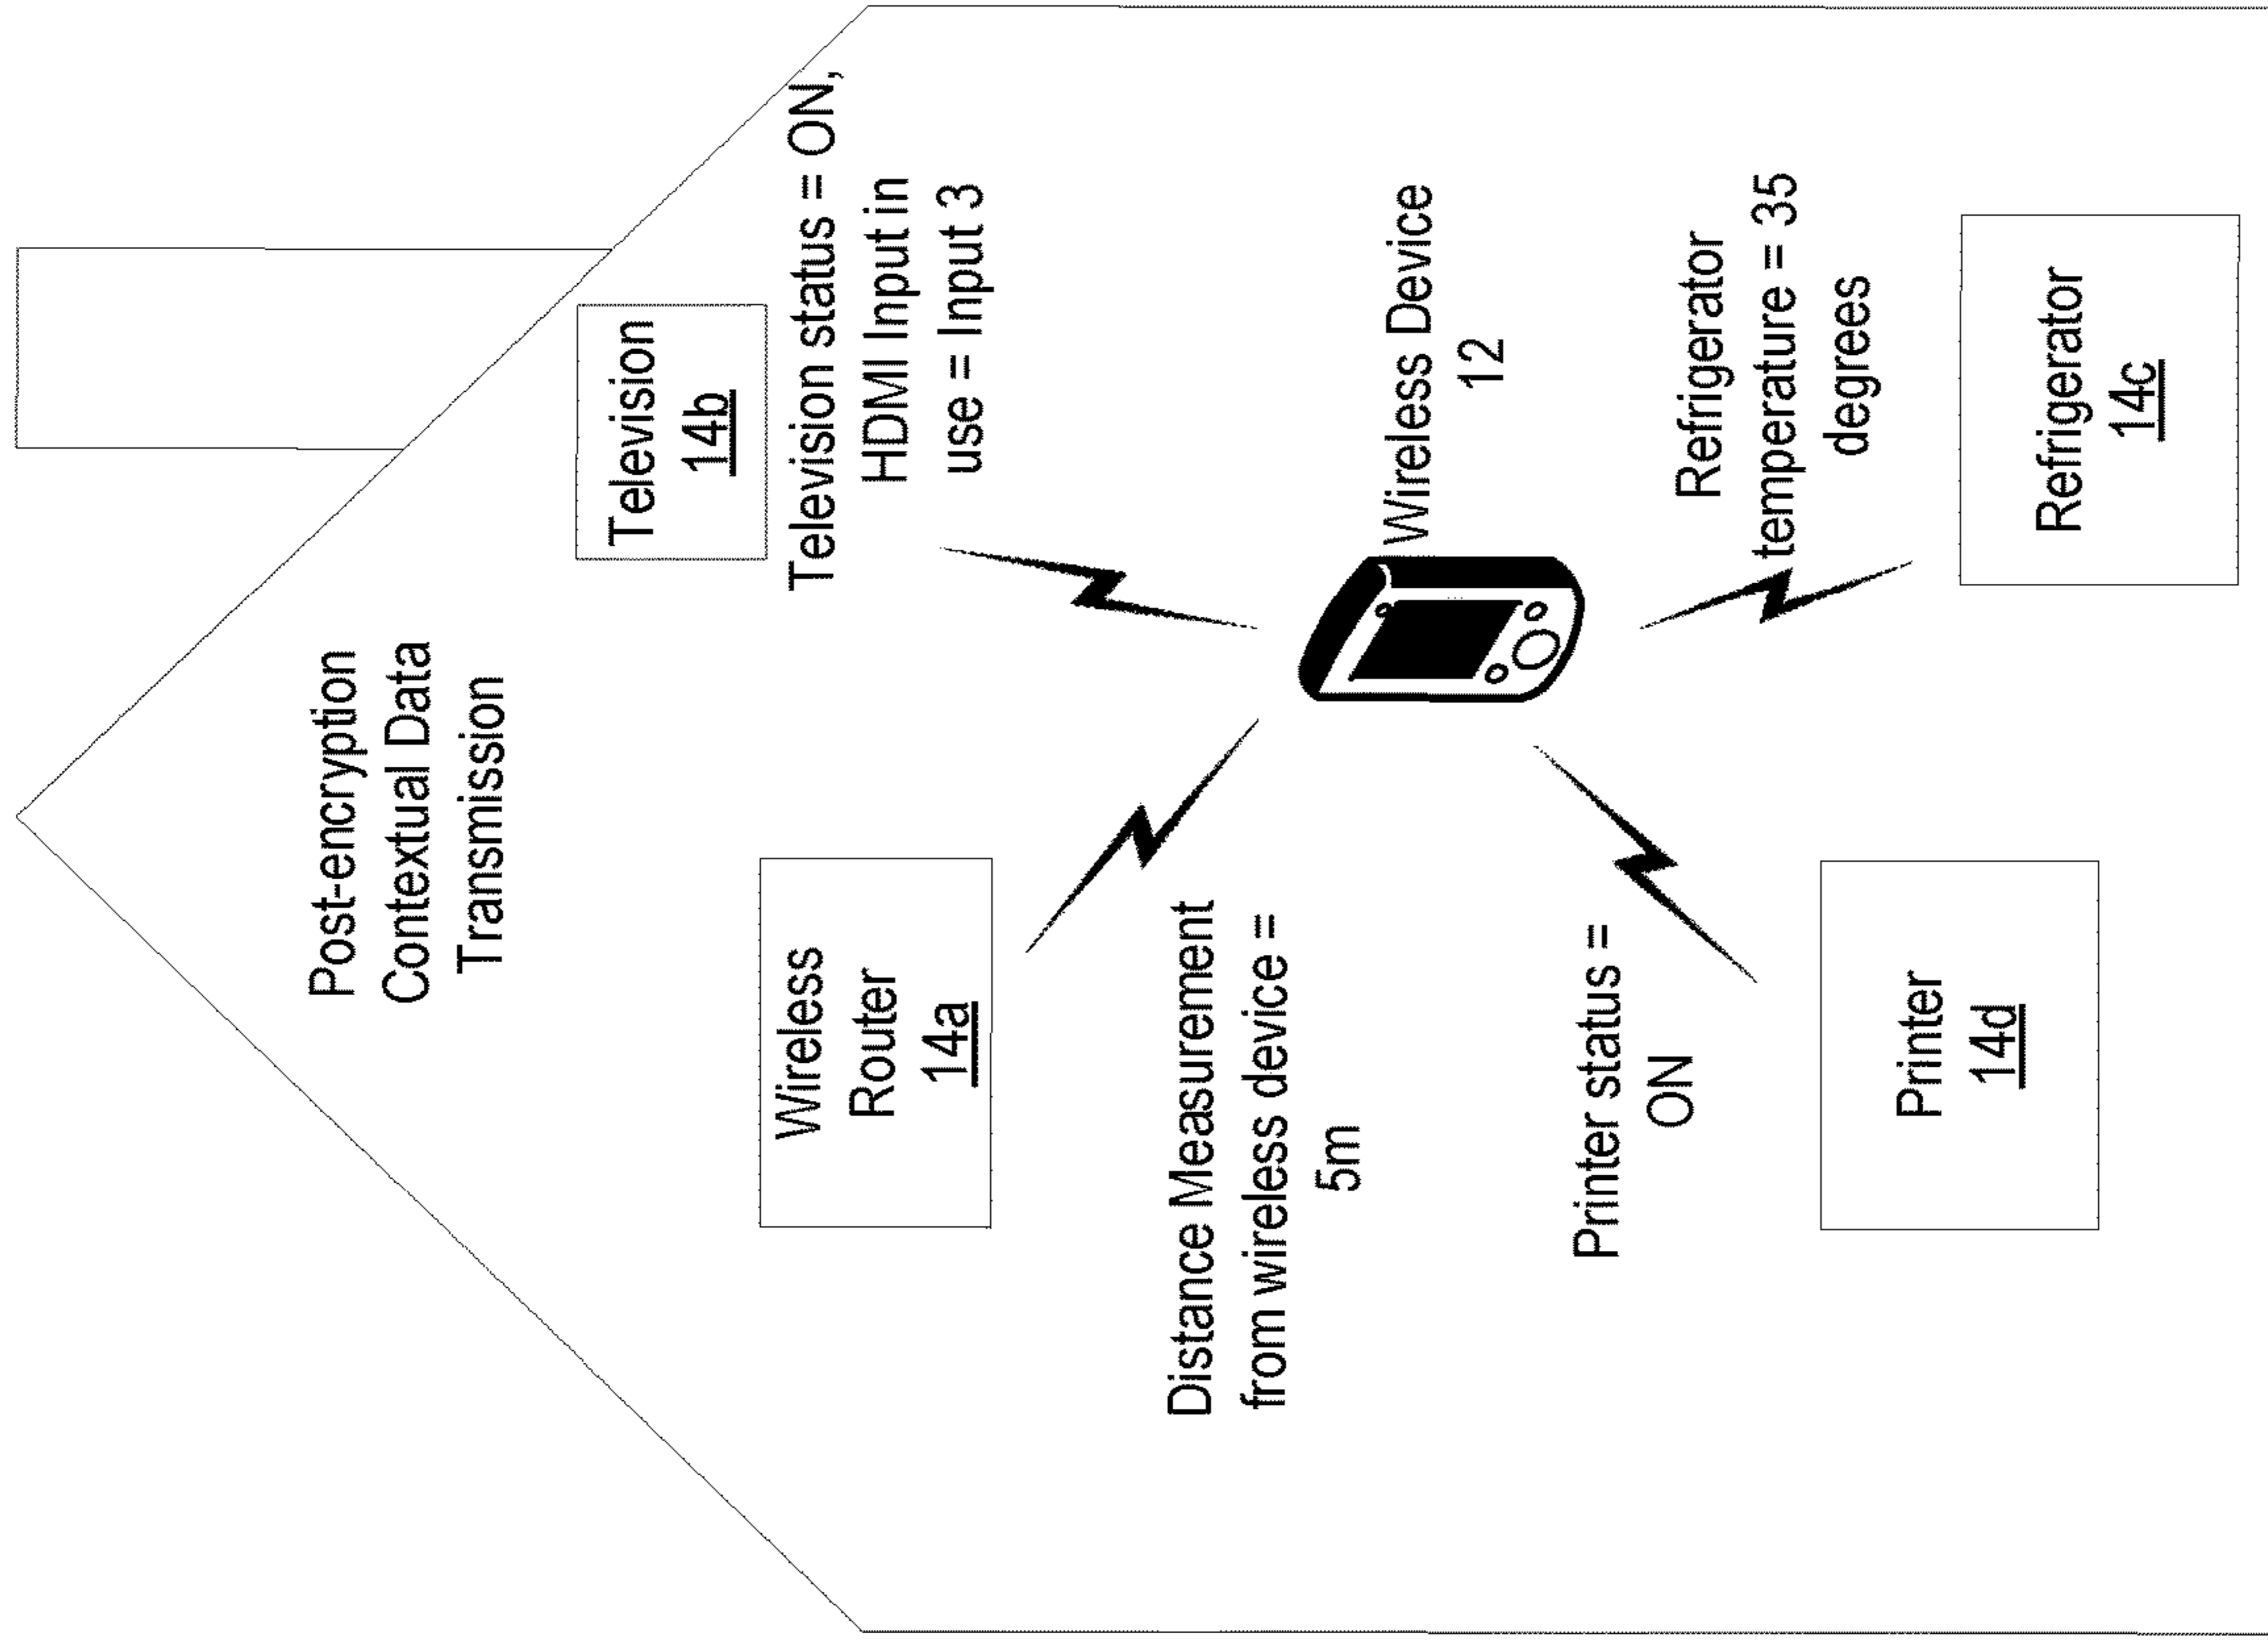 Post-encryption
Contextual Data
Transmission
Television
14b
Television status = ON,
HDMI Input in
use = Input 3
Wireless
Router
14a
Distance Measurement
from wireless device =
5m
Wireless Device
12
Printer status =
ON
Printer
14d
Refrigerator
temperature = 35
degrees
Refrigerator
14c